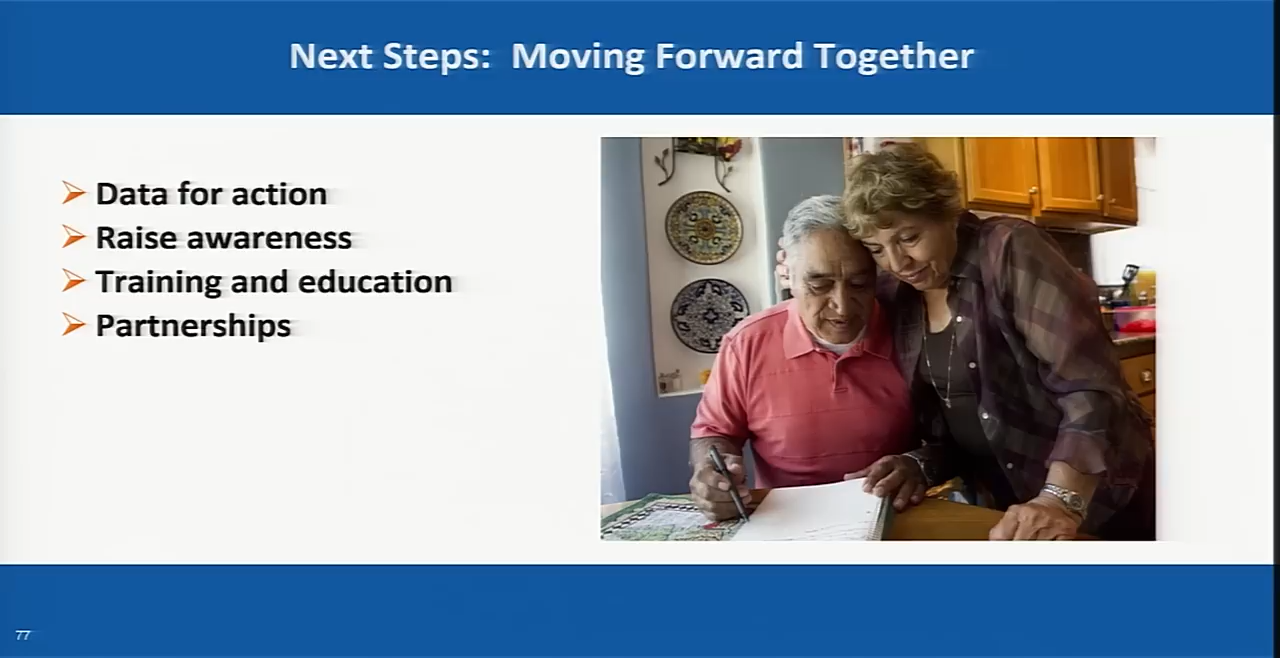 Next Steps: Moving Forward Together
Data for action
Raise awareness
Training and education
Partnerships
77